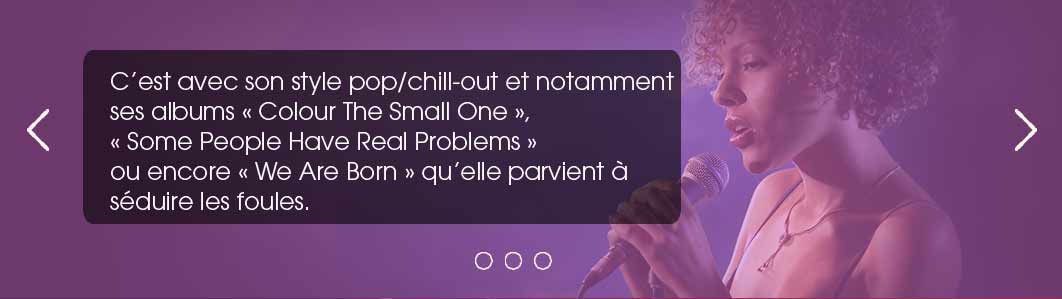 C’est avec son style pop/chill-out et notamment
ses albums « Colour The Small One »,
« Some People Have Real Problems »
ou encore « We Are Born » qu’elle parvient à
séduire les foules.